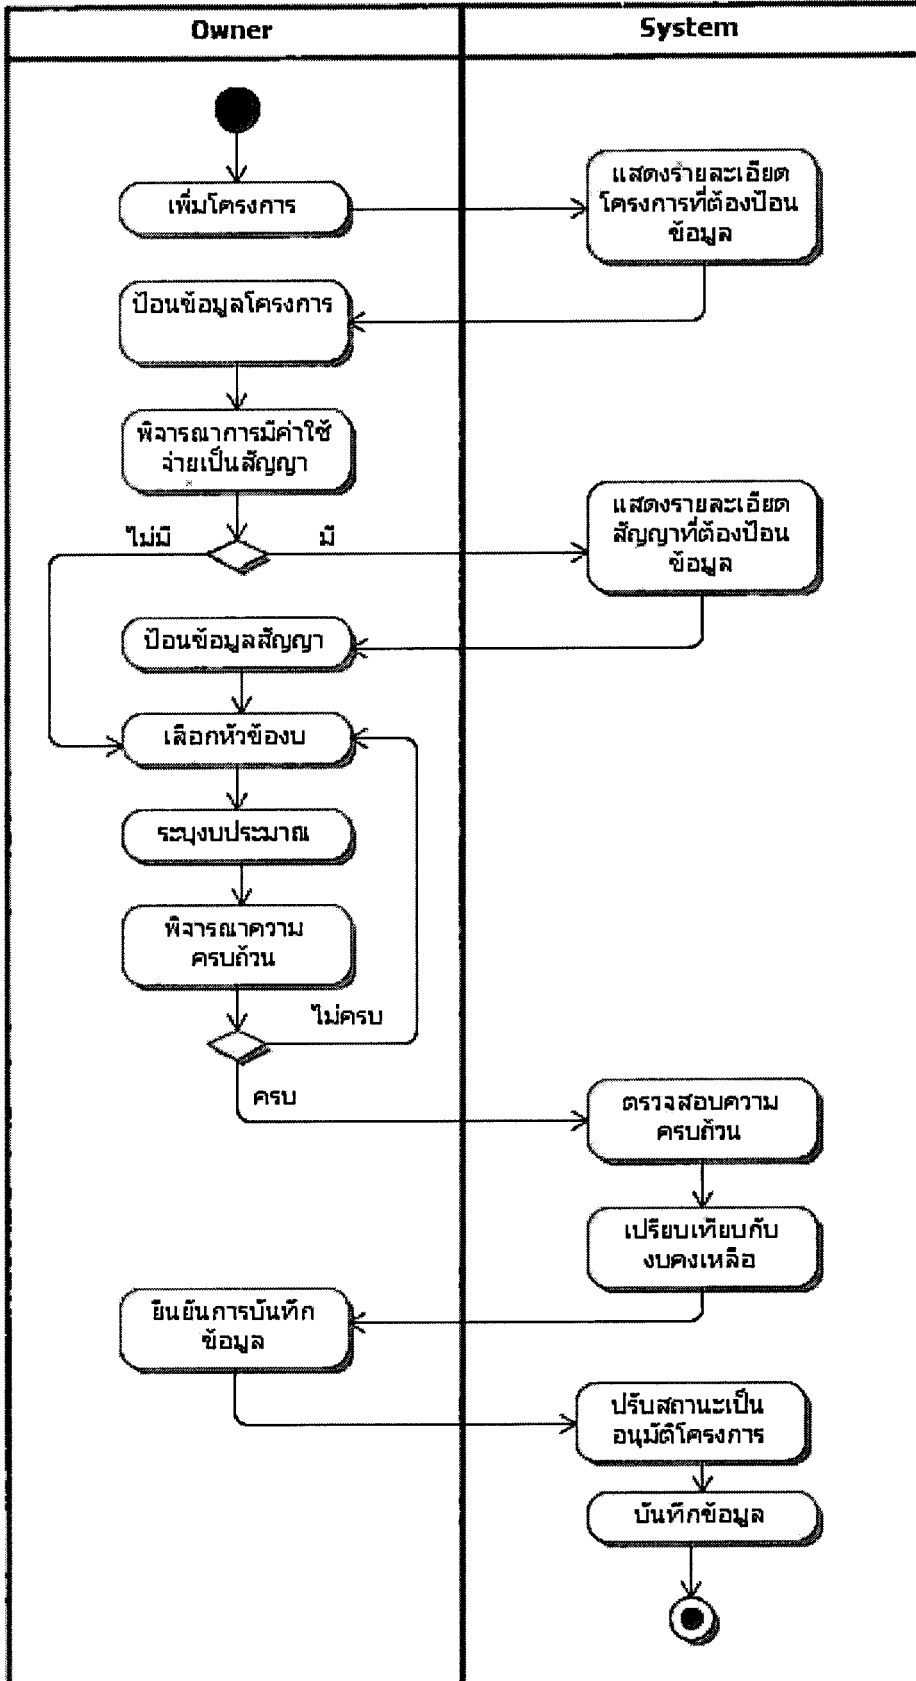 Owner
System
เพิ่มโครงการ
แสดงรายละเอียด
โครงการที่ต้องป้อน
ข้อมูล
ป้อนข้อมูลโครงการ
พิจารณาการมีค่าใช้
จ่ายเป็นสัญญา
ไม่มี
มี
แสดงรายละเอียด
สัญญาที่ต้องป้อน
ข้อมูล
ป้อนข้อมูลสัญญา
เลือกหัวข้องบ
ระบุงบประมาณ
พิจารณาความ
ครบถ้วน
ไม่ครบ
ครบ
ตรวจสอบความ
ครบถ้วน
เปรียบเทียบกับ
งบคงเหลือ
ยืนยันการบันทึก
ข้อมูล
ปรับสถานะเป็น
อนุมัติโครงการ
บันทึกข้อมูล